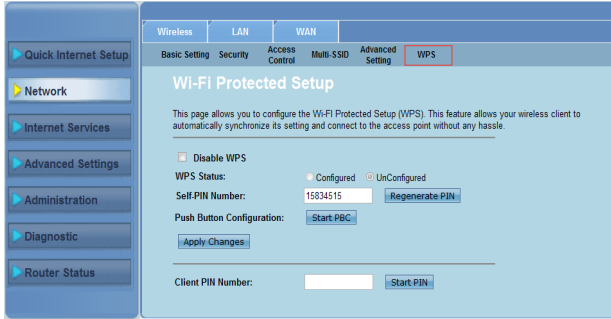 Wireless LAN WAN
Basic Setting Security Access Control Multi-SSID Advanced Setting WPS
Quick Internet Setup
Network
Internet Services
Advanced Settings
Administration
Diagnostic
Router Status
Wi-Fi Protected Setup
This page allows you to configure the Wi-FI Protected Setup (WPS). This feature allows your wireless client to
automatically synchronize its setting and connect to the access point without any hassle.
Disable WPS
WPS Status: Configured UnConfigured
Self-PIN Number: 15834515 Regenerate PIN
Push Button Configuration: Start PBC
Apply Changes
Client PIN Number: Start PIN